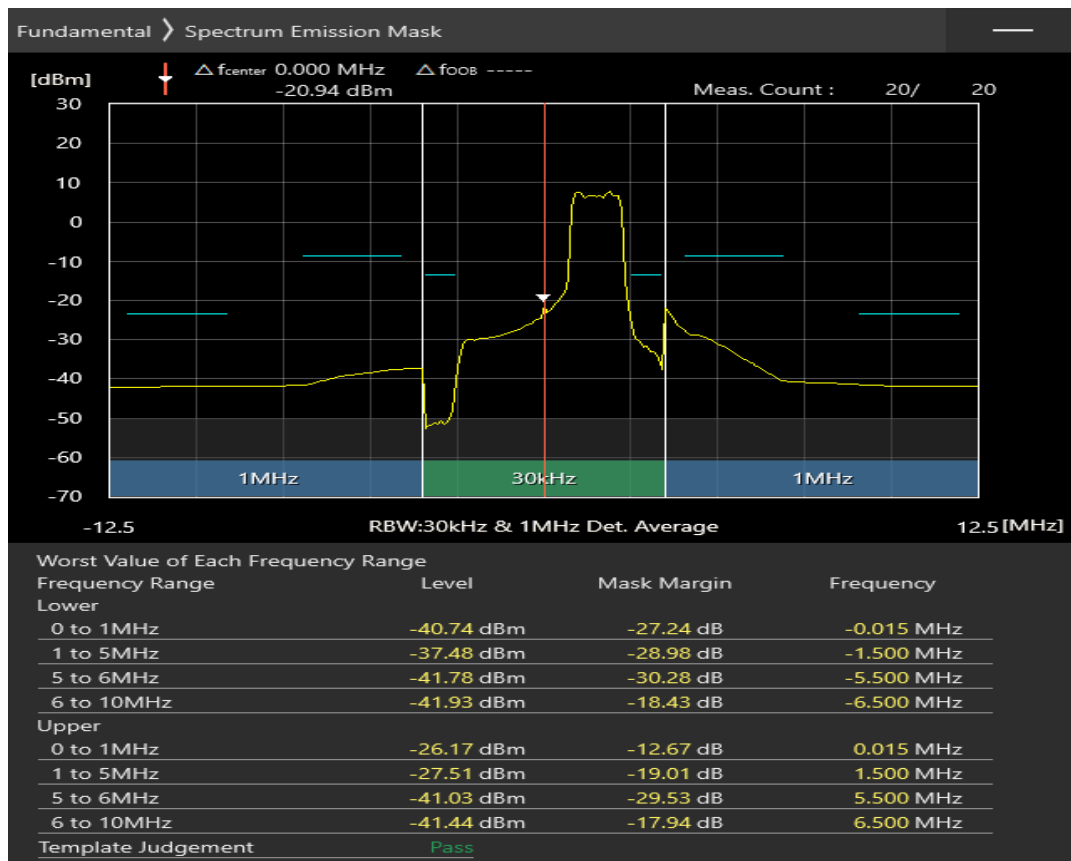 Fundamental ❯ Spectrum Emission Mask
[dBm] △ fcenter 0.000 MHz △ fOOB -----
-20.94 dBm Meas. Count : 20/ 20
30
20
10
0
-10
-20
-30
-40
-50
-60
1MHz 30kHz 1MHz
-70
-12.5 RBW:30kHz & 1MHz Det. Average 12.5 [MHz]
Worst Value of Each Frequency Range
Frequency Range Level Mask Margin Frequency
Lower
0 to 1MHz -40.74 dBm -27.24 dB -0.015 MHz
1 to 5MHz -37.48 dBm -28.98 dB -1.500 MHz
5 to 6MHz -41.78 dBm -30.28 dB -5.500 MHz
6 to 10MHz -41.93 dBm -18.43 dB -6.500 MHz
Upper
0 to 1MHz -26.17 dBm -12.67 dB 0.015 MHz
1 to 5MHz -27.51 dBm -19.01 dB 1.500 MHz
5 to 6MHz -41.03 dBm -29.53 dB 5.500 MHz
6 to 10MHz -41.44 dBm -17.94 dB 6.500 MHz
Template Judgement Pass